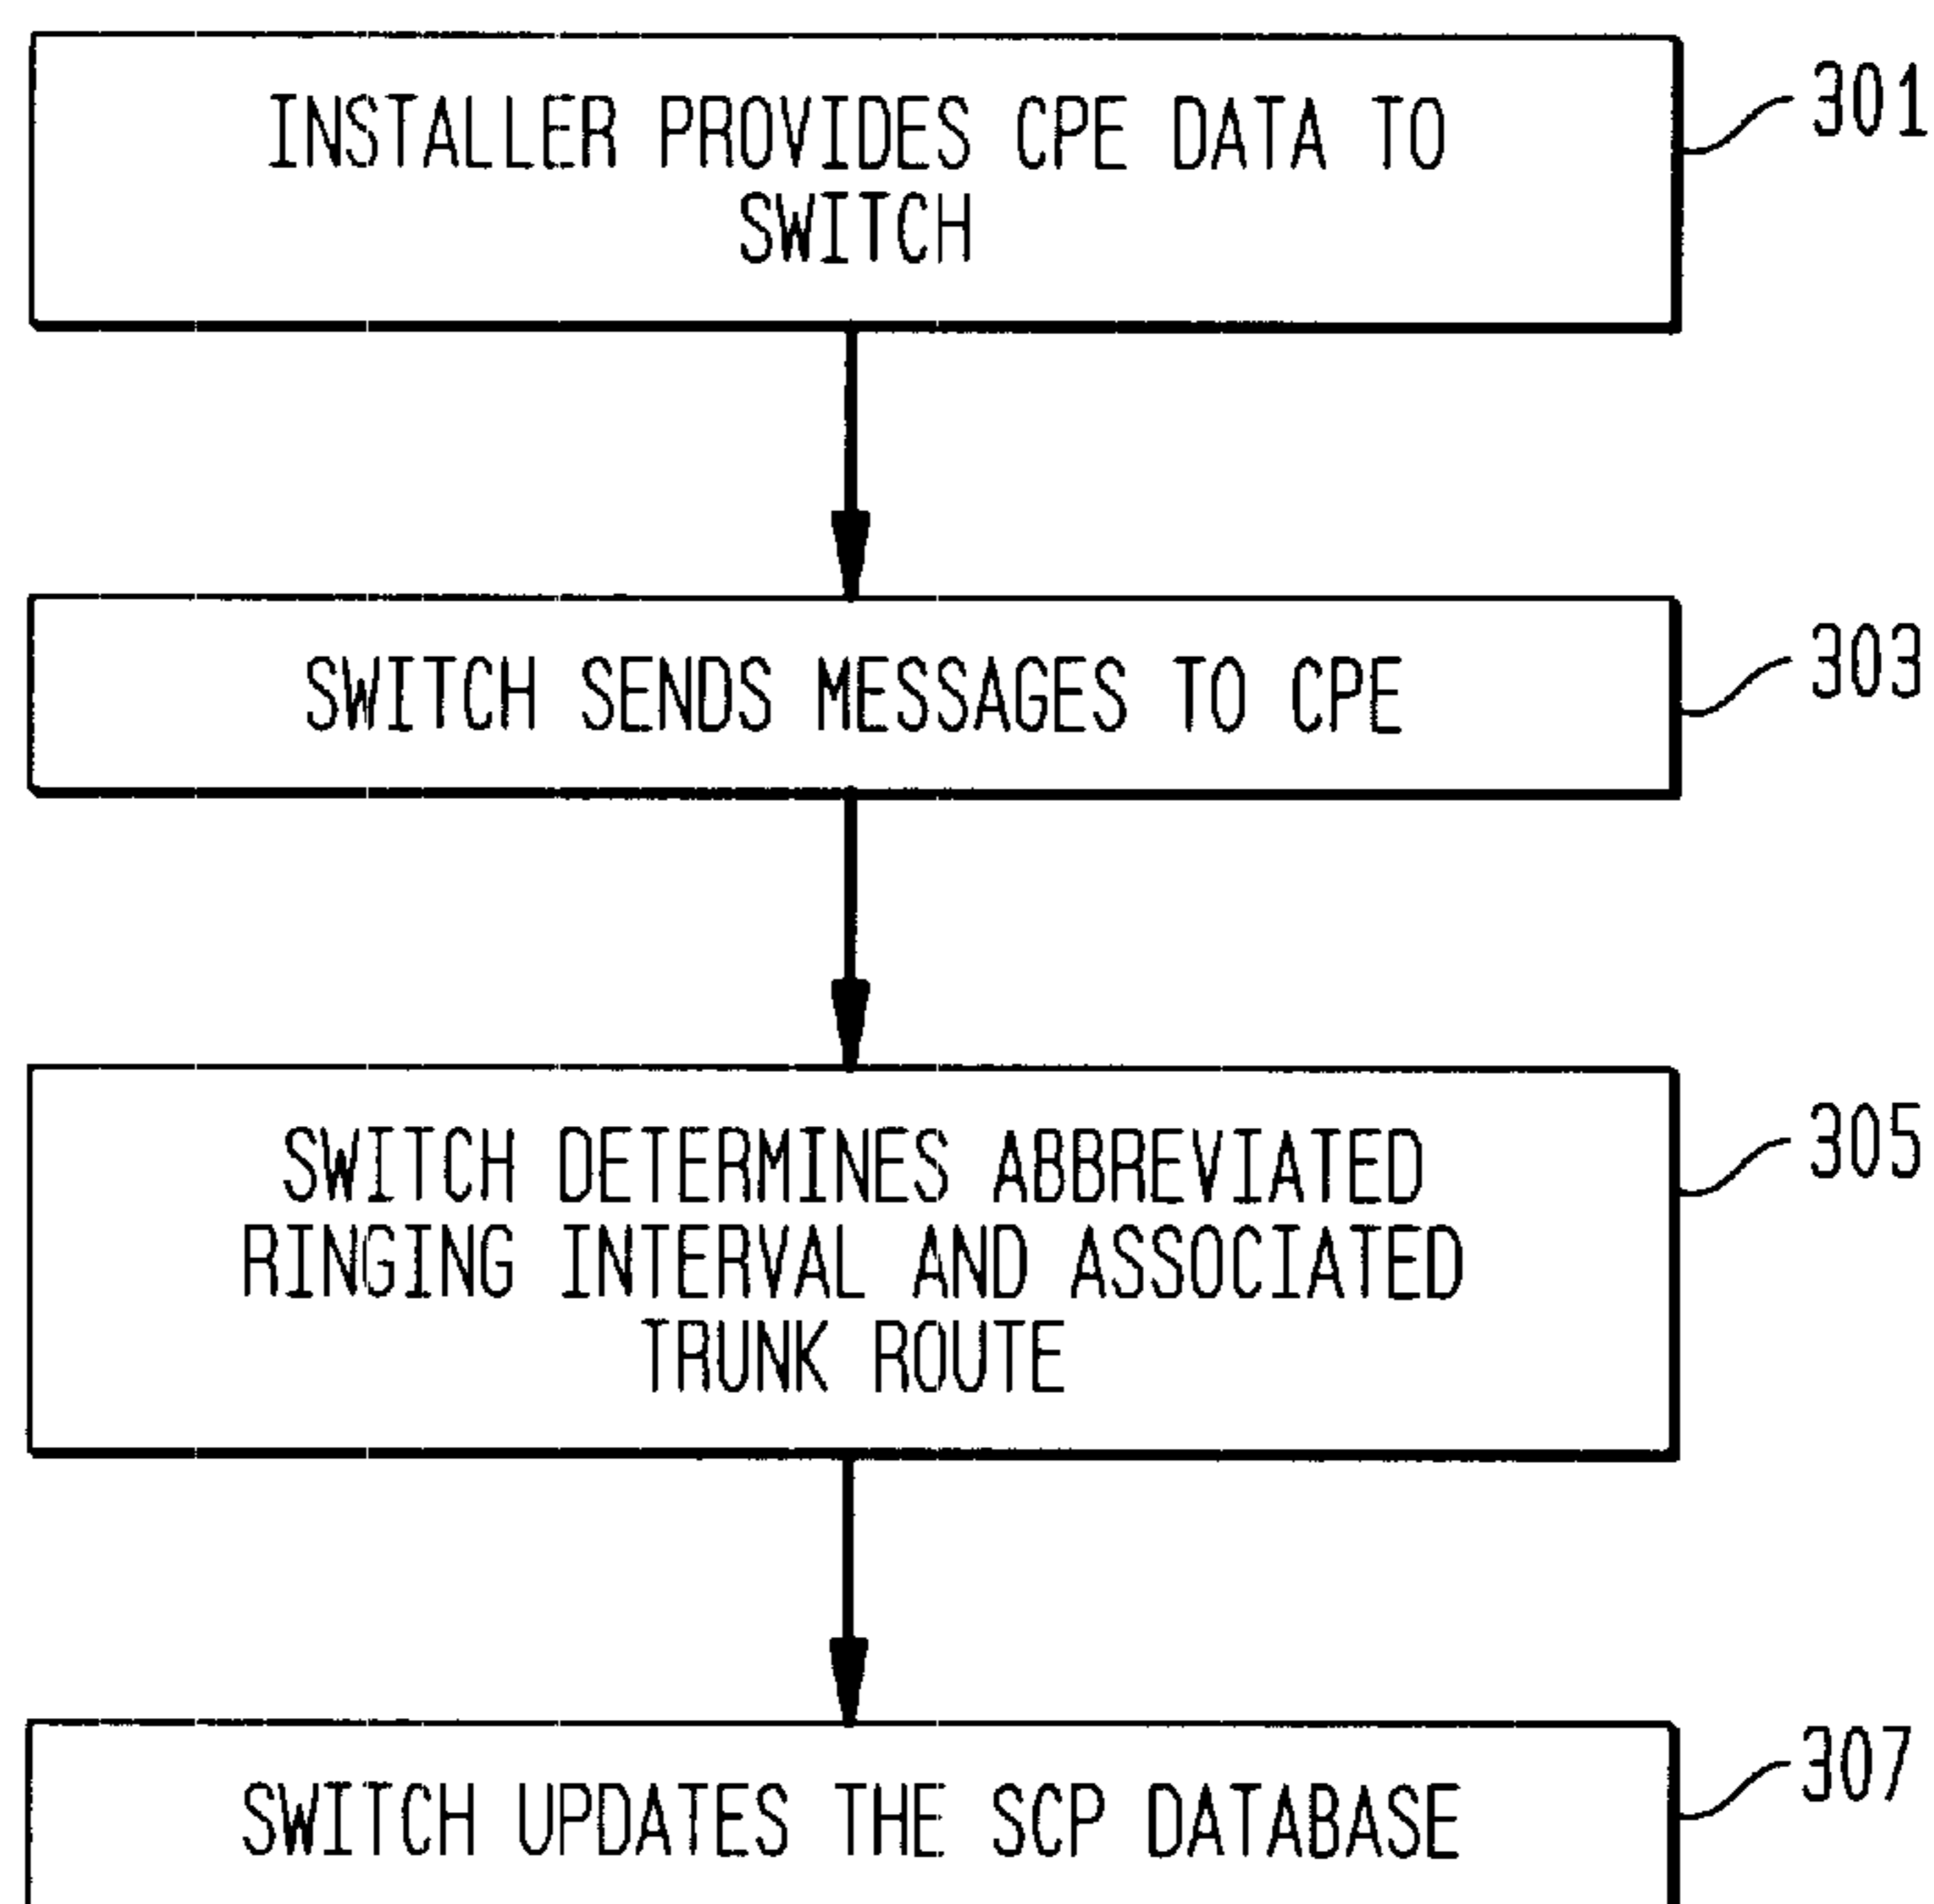 INSTALLER PROVIDES CPE DATA TO
SWITCH
301
SWITCH SENDS MESSAGES TO CPE
303
SWITCH DETERMINES ABBREVIATED
RINGING INTERVAL AND ASSOCIATED
TRUNK ROUTE
305
SWITCH UPDATES THE SCP DATABASE
307